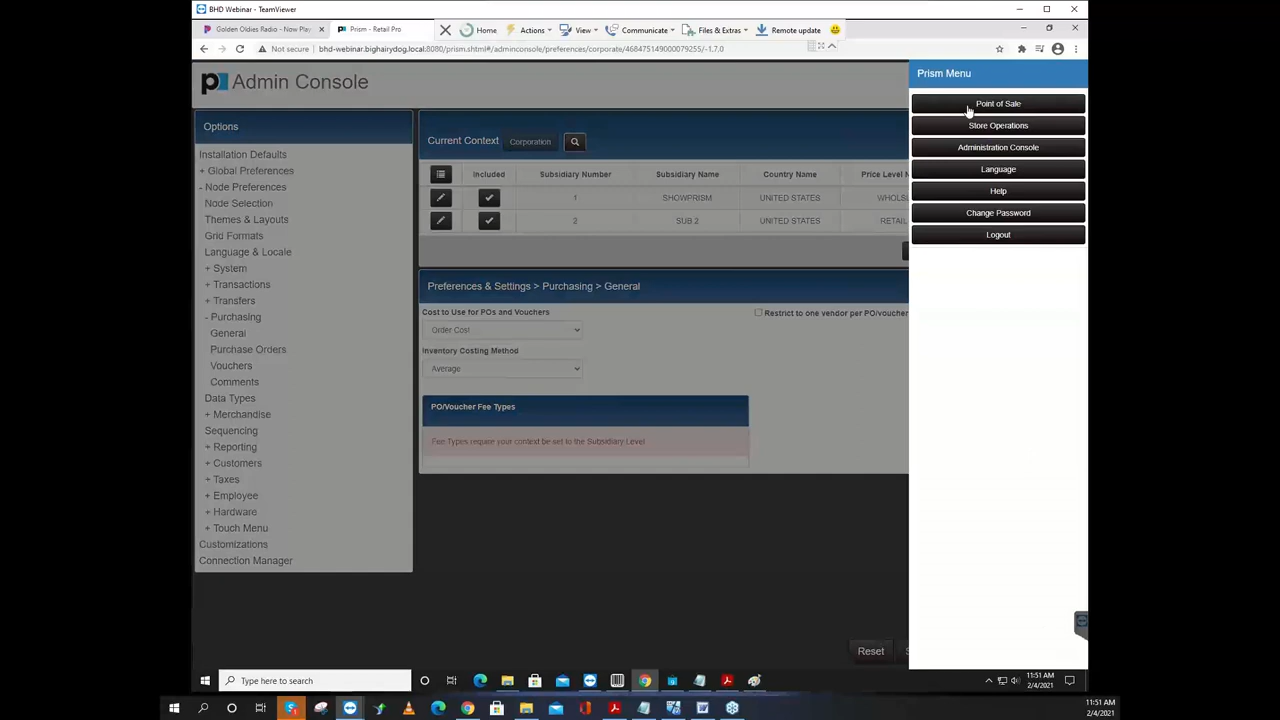 BHD Webinar - TeamViewer
Golden Oldies Radio - Now Play
Prism - Retail Pro
Home
Actions
View
Communicate
Files & Extras
Remote update
Not secure
bhd-webinar.bighairydog.local:8080/prism.shtml#/adminconsole/preferences/corporate/468475149000079255/-1.7.0
Admin Console
Prism Menu
Point of Sale
Store Operations
Administration Console
Language
Help
Change Password
Logout
Options
Installation Defaults
+ Global Preferences
- Node Preferences
Node Selection
Themes & Layouts
Grid Formats
Language & Locale
+ System
+ Transactions
+ Transfers
- Purchasing
General
Purchase Orders
Vouchers
Comments
Data Types
+ Merchandise
Sequencing
+ Reporting
+ Customers
+ Taxes
+ Employee
+ Hardware
+ Touch Menu
Customizations
Connection Manager
Current Context
Corporation
Included Subsidiary Number Subsidiary Name Country Name Price Level N
1 SHOWPRISM UNITED STATES WHOLS
2 SUB 2 UNITED STATES RETAIL
Preferences & Settings > Purchasing > General
Cost to Use for POs and Vouchers
Order Cost
Restrict to one vendor per PO/voucher
Inventory Costing Method
Average
PO/Voucher Fee Types
Fee Types require your context be set to the Subsidiary Level
Reset
Type here to search
11:51 AM
2/4/2021
11:51 AM
2/4/2021